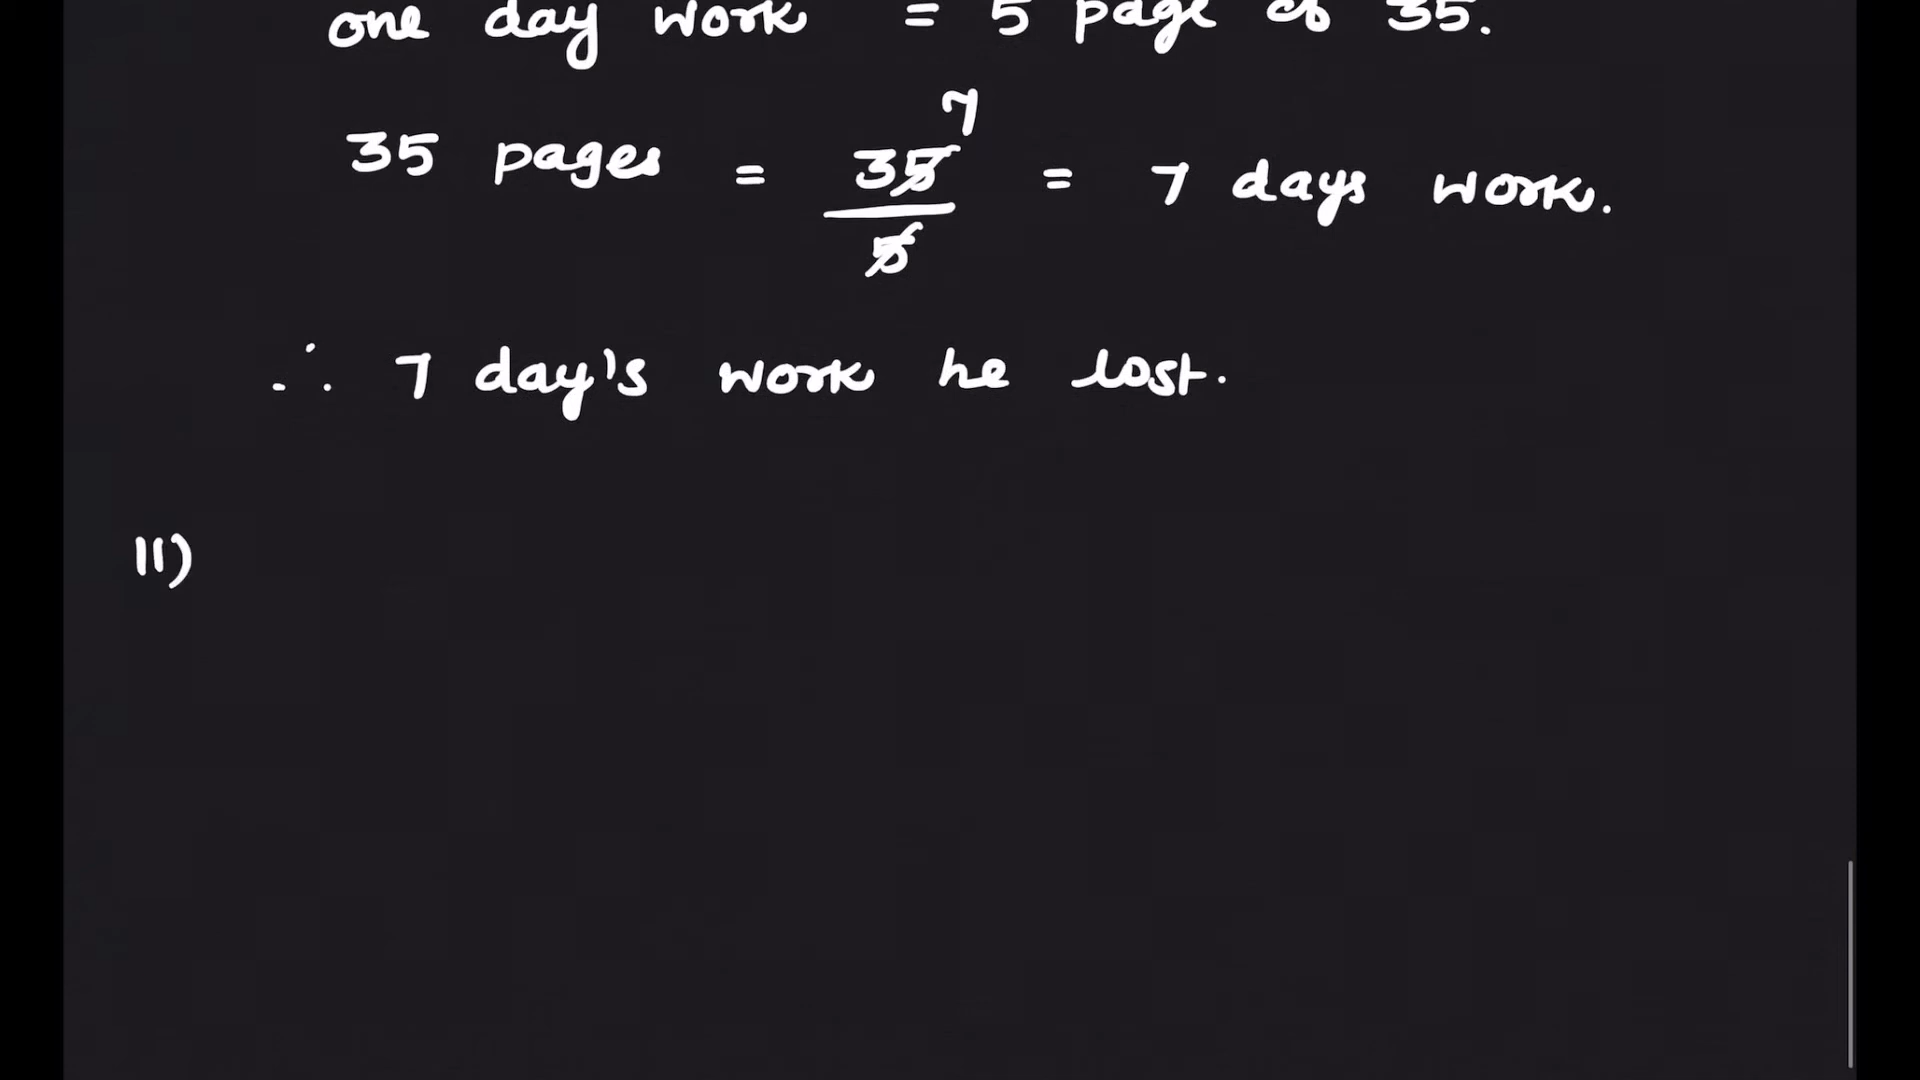 one day work = 5 page of 35.
7
35 pages = 35/5 = 7 days work.
∴ 7 day's work he lost.
11)